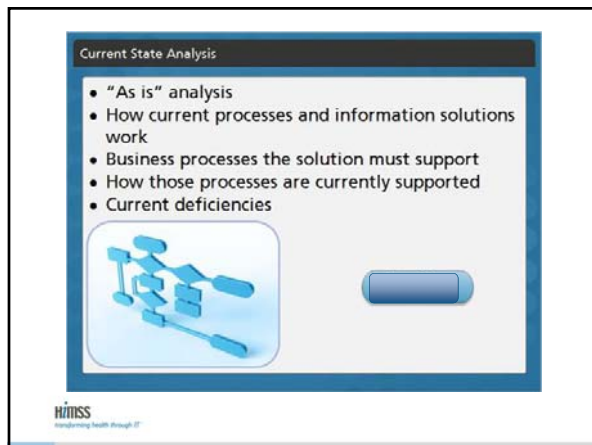 Current State Analysis
• “As is” analysis
• How current processes and information solutions
work
• Business processes the solution must support
• How those processes are currently supported
• Current deficiencies
HiMSS
transforming health through IT™